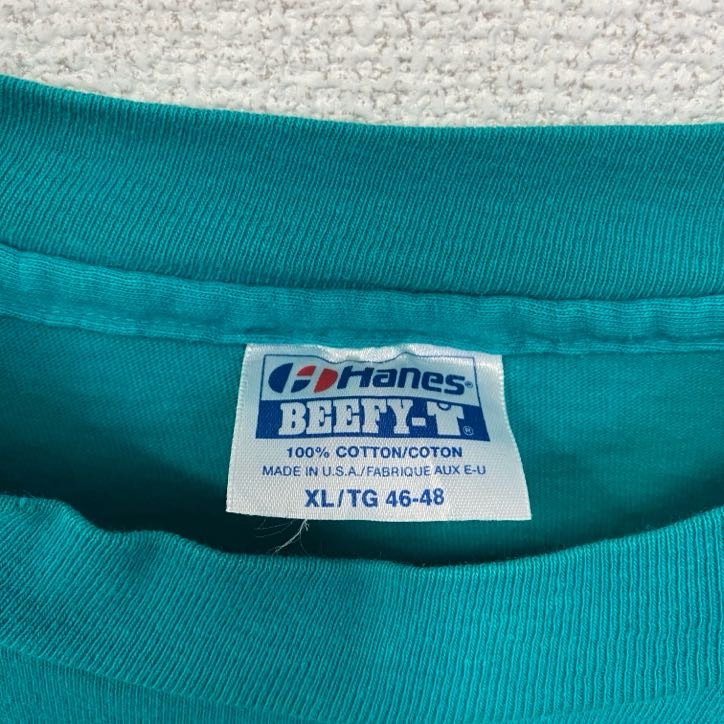 Hanes®
BEEFY-T®
100% COTTON/COTON
MADE IN U.S.A./FABRIQUE AUX E-U
XL/TG 46-48